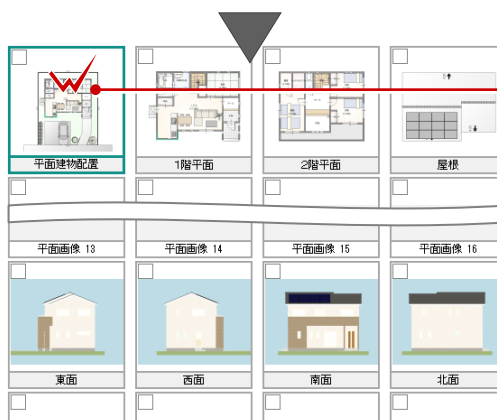 平面建物配置
1階平面
2階平面
屋根
平面画像 13
平面画像 14
平面画像 15
平面画像 16
東面
西面
南面
北面